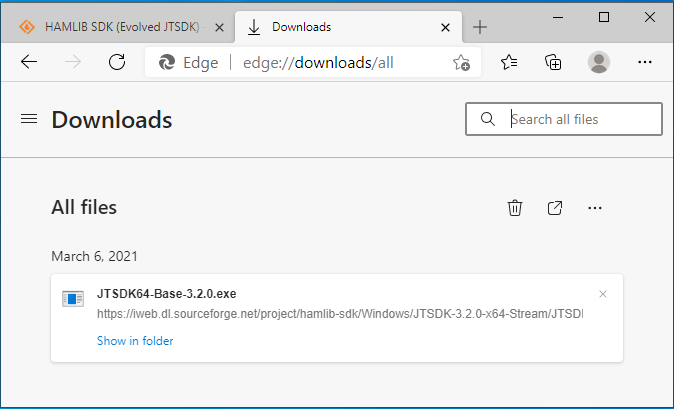 HAMLIB SDK (Evolved JTSDK) -
Downloads
Edge
edge://downloads/all
Downloads
Search all files
All files
March 6, 2021
JTSDK64-Base-3.2.0.exe
https://iweb.dl.sourceforge.net/project/hamlib-sdk/Windows/JTSDK-3.2.0-x64-Stream/JTSDK
Show in folder